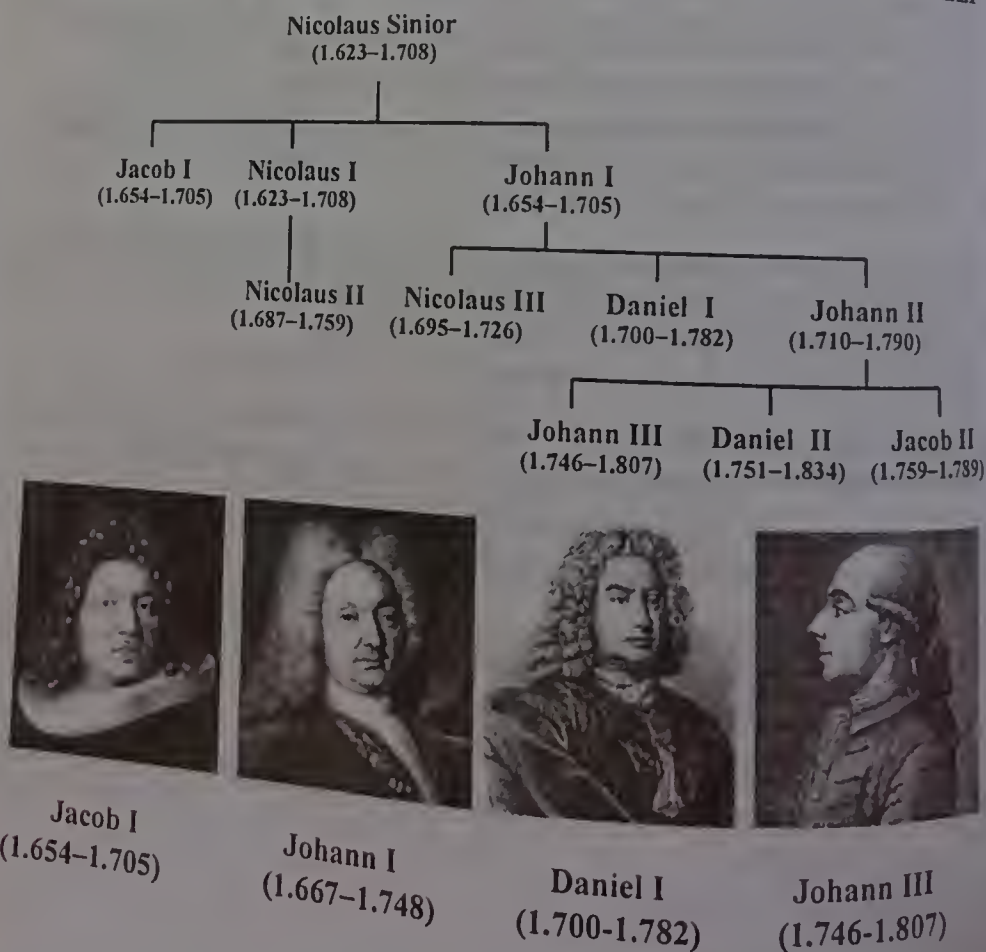 Nicolaus Sinior
(1.623–1.708)
Jacob I
(1.654–1.705)
Nicolaus I
(1.623–1.708)
Johann I
(1.654–1.705)
Nicolaus II
(1.687–1.759)
Nicolaus III
(1.695–1.726)
Daniel I
(1.700–1.782)
Johann II
(1.710–1.790)
Johann III
(1.746–1.807)
Daniel II
(1.751–1.834)
Jacob II
(1.759–1.789)
Jacob I
(1.654–1.705)
Johann I
(1.667–1.748)
Daniel I
(1.700-1.782)
Johann III
(1.746-1.807)